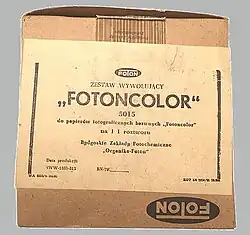 FOTON
ZESTAW WYWOŁUJĄCY
„FOTONCOLOR"
5015
do papierów fotograficznych barwnych „Fotoncolor"
na 1 l roztworu
Bydgoskie Zakłady Fotochemiczne
„Organika-Foton"
Data produkcji
FOTON